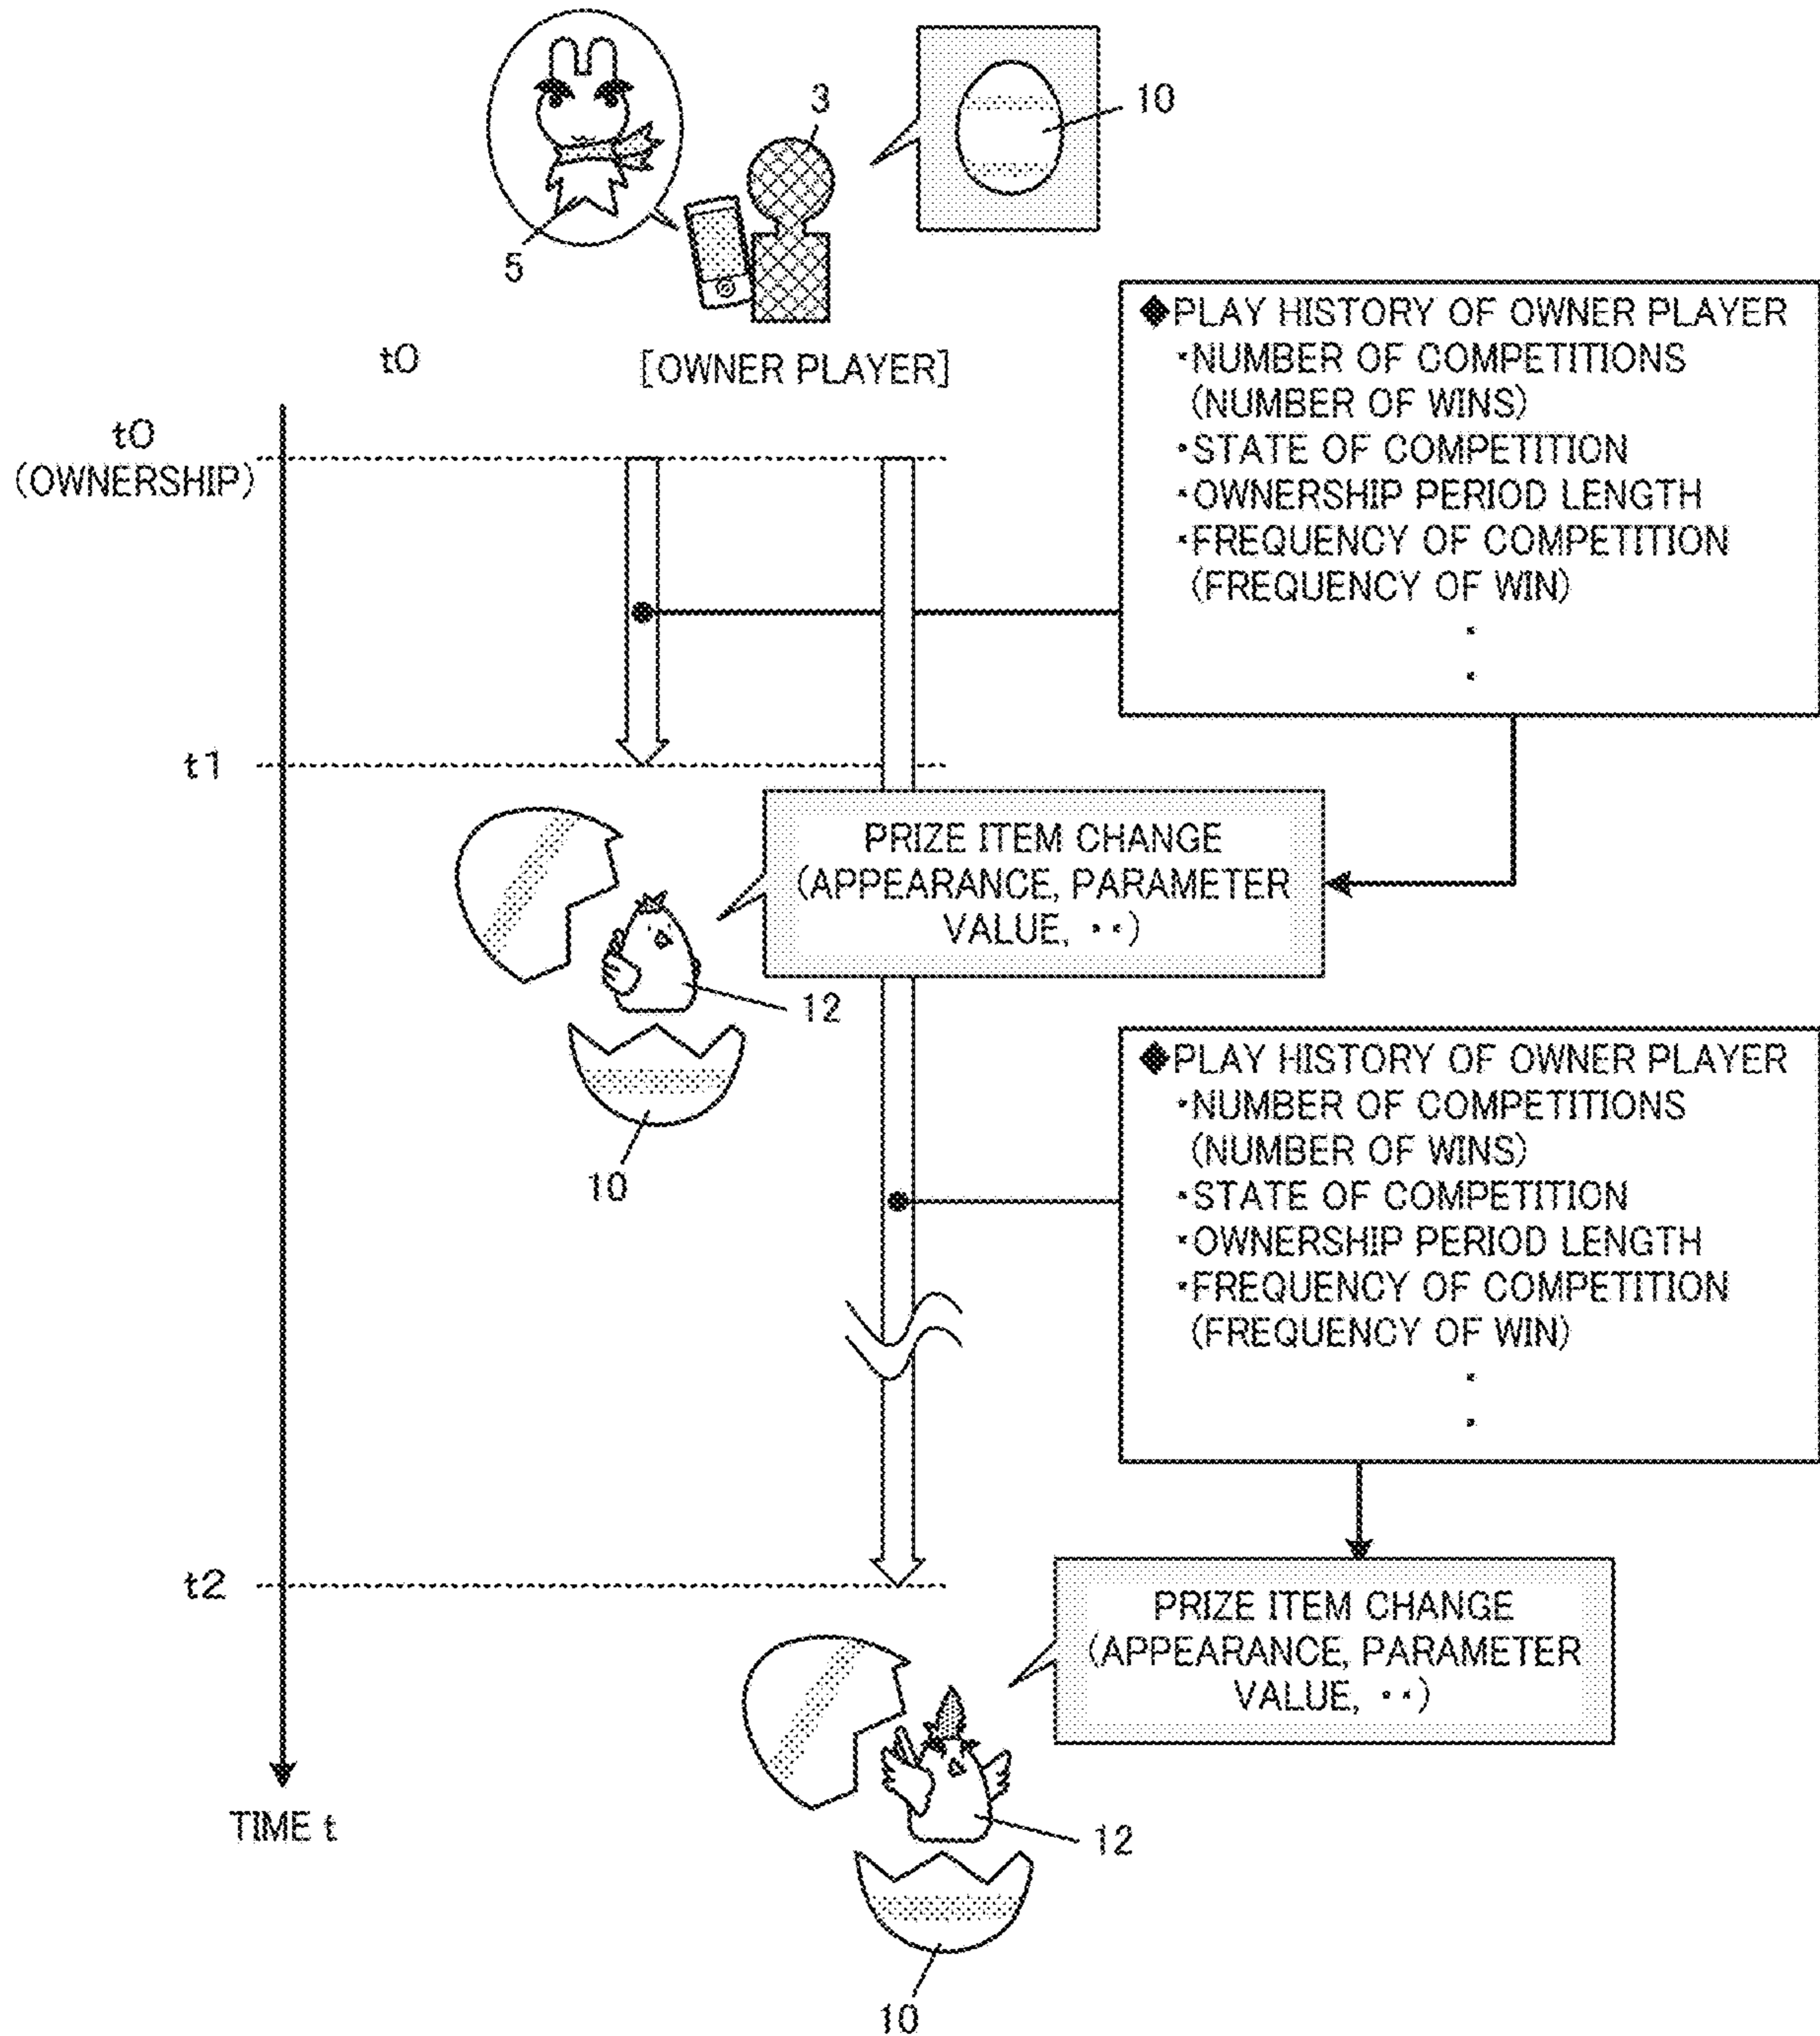 3
10
5
t0
[OWNER PLAYER]
t0
(OWNERSHIP)
◆PLAY HISTORY OF OWNER PLAYER
・NUMBER OF COMPETITIONS
(NUMBER OF WINS)
・STATE OF COMPETITION
・OWNERSHIP PERIOD LENGTH
・FREQUENCY OF COMPETITION
(FREQUENCY OF WIN)
・
・
t1
PRIZE ITEM CHANGE
(APPEARANCE, PARAMETER
VALUE, ・・)
12
10
◆PLAY HISTORY OF OWNER PLAYER
・NUMBER OF COMPETITIONS
(NUMBER OF WINS)
・STATE OF COMPETITION
・OWNERSHIP PERIOD LENGTH
・FREQUENCY OF COMPETITION
(FREQUENCY OF WIN)
・
・
t2
PRIZE ITEM CHANGE
(APPEARANCE, PARAMETER
VALUE, ・・)
TIME t
12
10